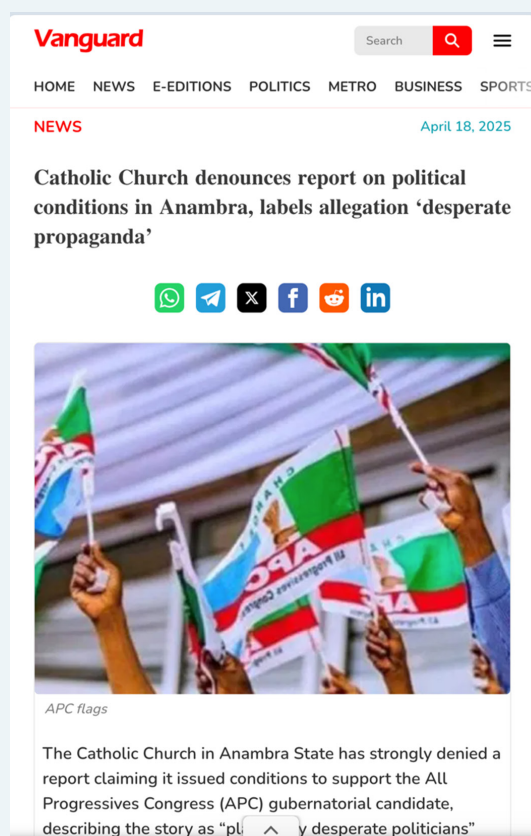 Vanguard
Search
HOME NEWS E-EDITIONS POLITICS METRO BUSINESS SPORTS
NEWS
April 18, 2025
Catholic Church denounces report on political
conditions in Anambra, labels allegation ‘desperate
propaganda’
CHANGE
APC
All Progressives Congress
APC
APC flags
The Catholic Church in Anambra State has strongly denied a
report claiming it issued conditions to support the All
Progressives Congress (APC) gubernatorial candidate,
describing the story as “ desperate politicians”